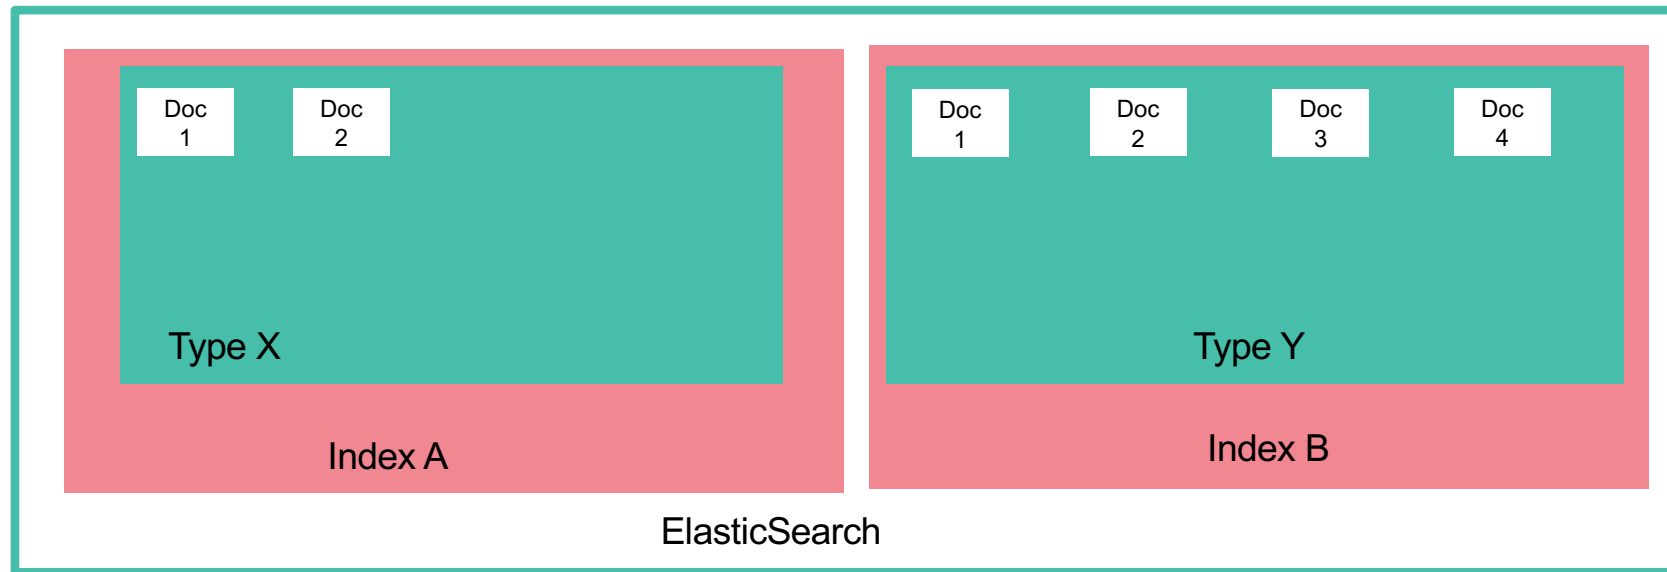 Doc
1
Doc
2
Type X
Index A
Doc
1
Doc
2
Doc
3
Doc
4
Type Y
Index B
ElasticSearch